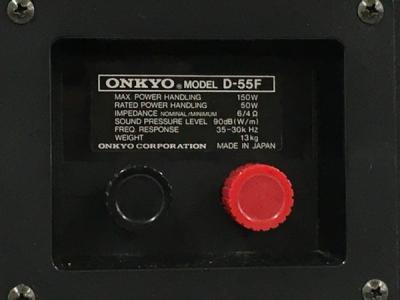 ONKYO® MODEL D-55F
MAX POWER HANDLING 150W
RATED POWER HANDLING 50W
IMPEDANCE NOMINAL/MINIMUM 6/4Ω
SOUND PRESSURE LEVEL 90dB(W/m)
FREQ. RESPONSE 35-30k Hz
WEIGHT 13kg
ONKYO CORPORATION MADE IN JAPAN